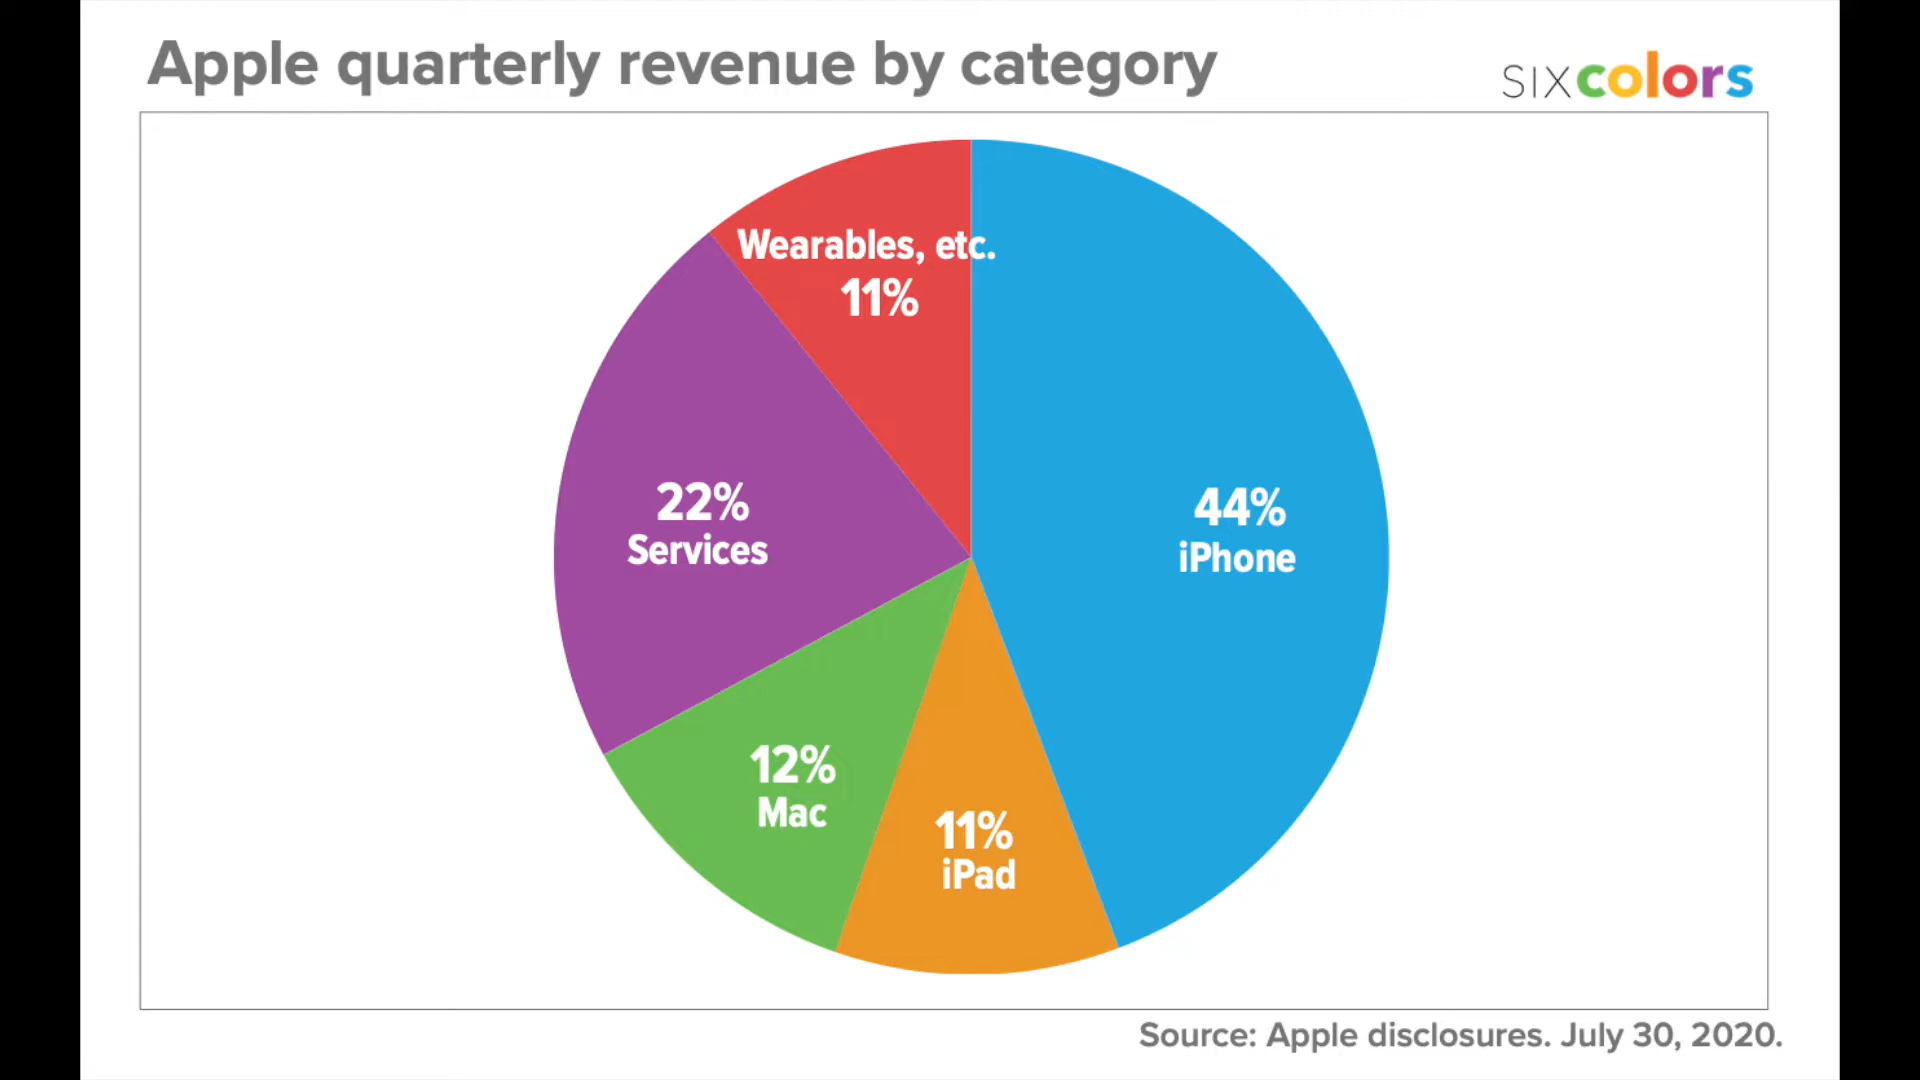 Apple quarterly revenue by category
SIXcolors
Wearables, etc.
11%
22%
Services
44%
iPhone
12%
Mac
11%
iPad
Source: Apple disclosures. July 30, 2020.